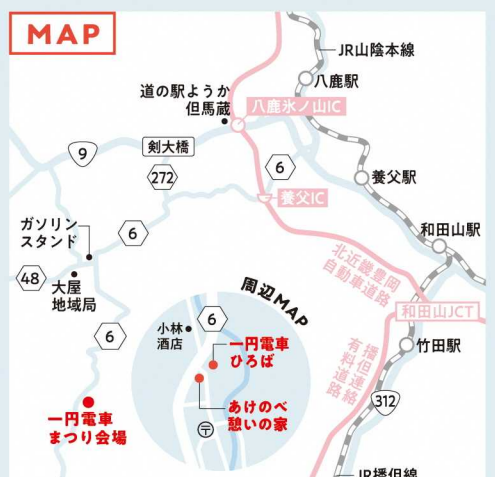 MAP
JR山陰本線
八鹿駅
道の駅ようか
但馬蔵
八鹿氷ノ山IC
9
剣大橋
272
6
養父駅
養父IC
ガソリン
スタンド
6
和田山駅
北近畿豊岡
自動車道路
48
大屋
地域局
周辺MAP
和田山JCT
6
小林
酒店
6
一円電車
ひろば
竹田駅
播但連絡
有料道路
あけのべ
憩いの家
312
一円電車
まつり会場
〒
JR播但線